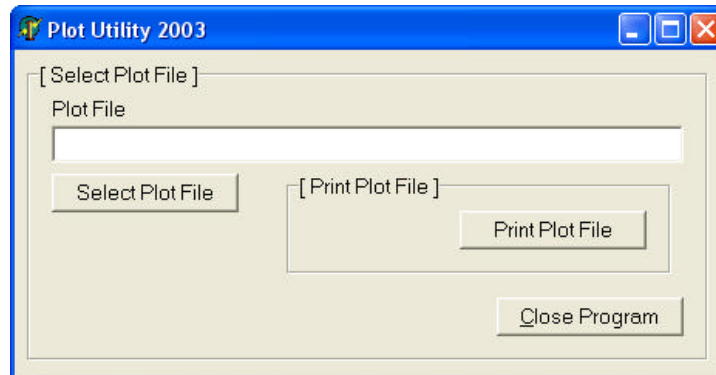 Plot Utility 2003
[ Select Plot File ]
Plot File
Select Plot File
[ Print Plot File ]
Print Plot File
Close Program